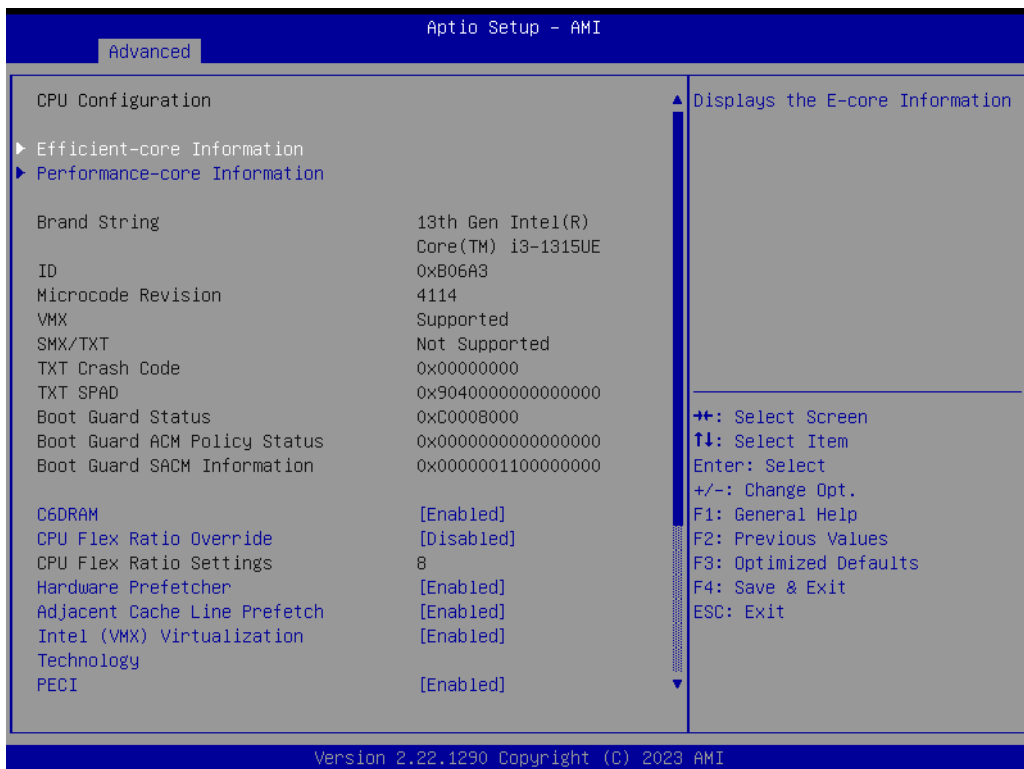 Aptio Setup - AMI
Advanced
CPU Configuration
Efficient-core Information
Performance-core Information
Brand String 13th Gen Intel(R)
Core(TM) i3-1315UE
ID 0xB06A3
Microcode Revision 4114
VMX Supported
SMX/TXT Not Supported
TXT Crash Code 0x00000000
TXT SPAD 0x9040000000000000
Boot Guard Status 0xC0008000
Boot Guard ACM Policy Status 0x0000000000000000
Boot Guard SACM Information 0x0000001100000000
C6DRAM [Enabled]
CPU Flex Ratio Override [Disabled]
CPU Flex Ratio Settings 8
Hardware Prefetcher [Enabled]
Adjacent Cache Line Prefetch [Enabled]
Intel (VMX) Virtualization [Enabled]
Technology
PECI [Enabled]
Displays the E-core Information
→←: Select Screen
↑↓: Select Item
Enter: Select
+/-: Change Opt.
F1: General Help
F2: Previous Values
F3: Optimized Defaults
F4: Save & Exit
ESC: Exit
Version 2.22.1290 Copyright (C) 2023 AMI